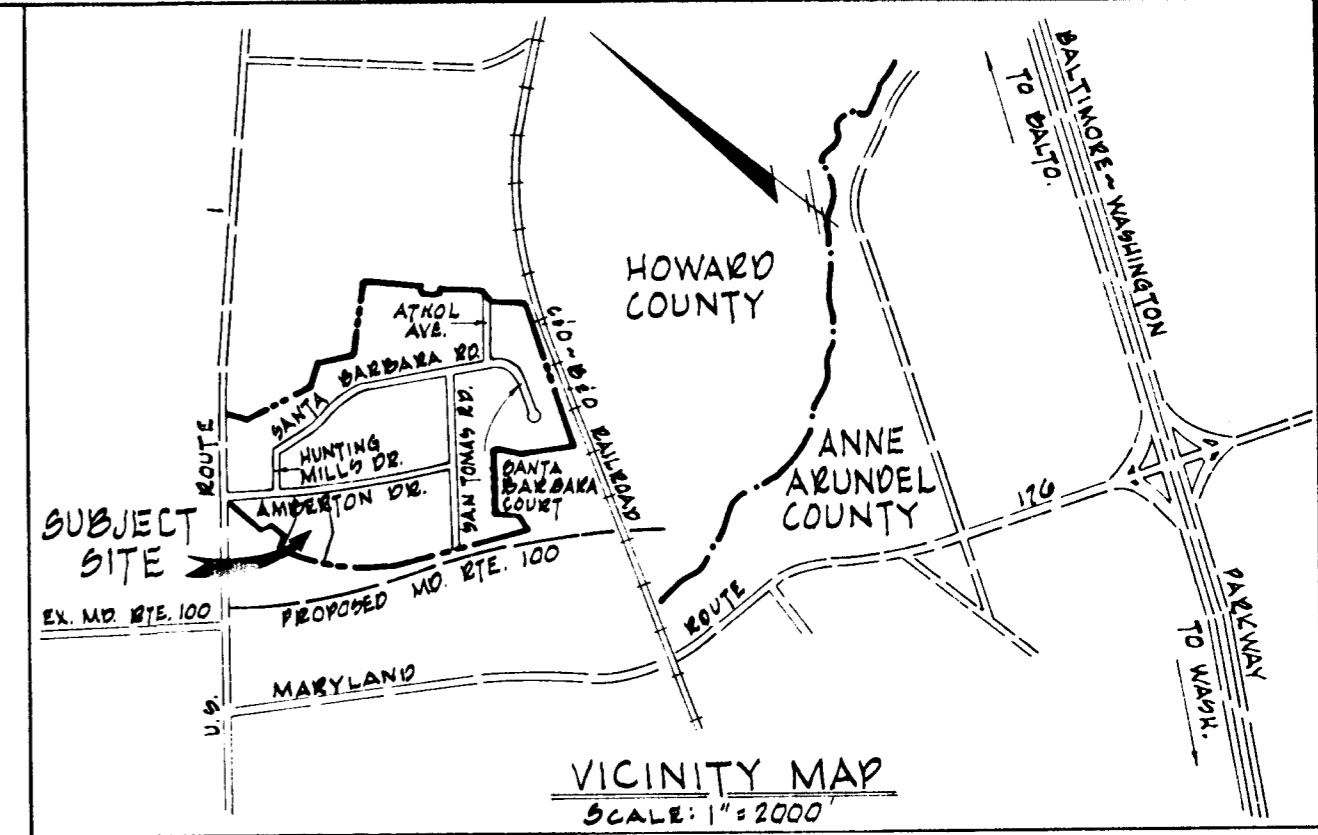 BALTIMORE~WASHINGTON
PARKWAY
TO BALTO.
TO WASH.
HOWARD
COUNTY
ANNE
ARUNDEL
COUNTY
ATHOL
AVE.
SANTA BARBARA RD.
HUNTING
MILLS DR.
AMBERTON DR.
SAN TOMAS RD.
SANTA
BARBARA
COURT
RAILROAD
SUBJECT
SITE
U.S. ROUTE 1
EX. MD. RTE. 100
PROPOSED MD. RTE. 100
MARYLAND ROUTE 176
VICINITY MAP
SCALE: 1"=2000'